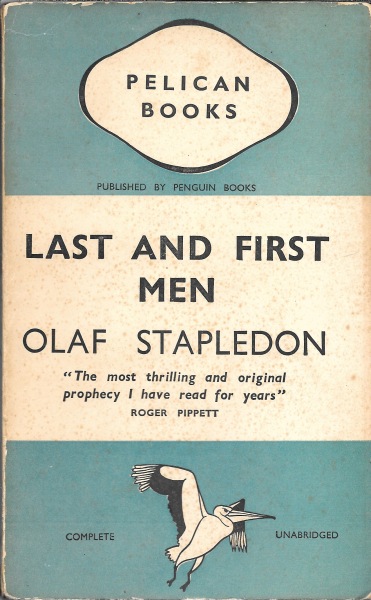 PELICAN
BOOKS
PUBLISHED BY PENGUIN BOOKS
LAST AND FIRST
MEN
OLAF STAPLEDON
"The most thrilling and original
prophecy I have read for years"
ROGER PIPPETT
COMPLETE UNABRIDGED